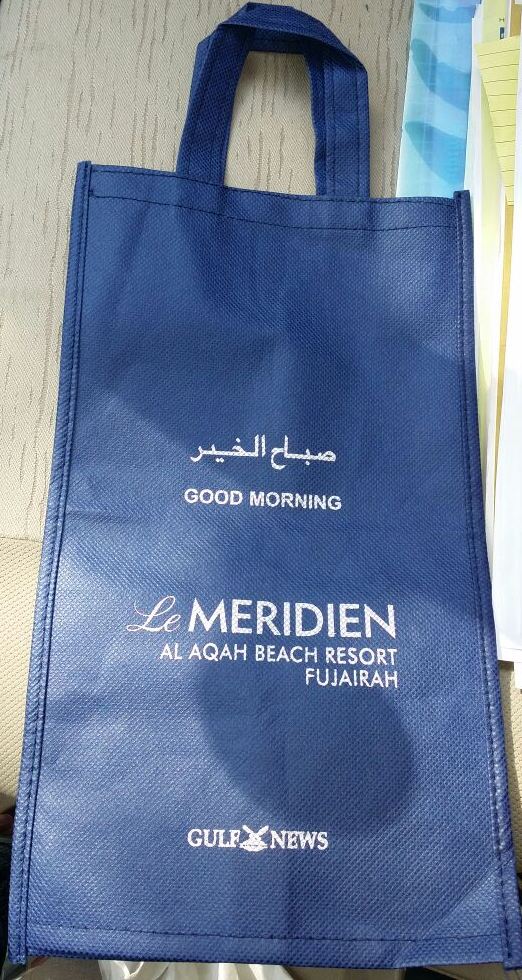 صباح الخير
GOOD MORNING
Le MERIDIEN
AL AQAH BEACH RESORT
FUJAIRAH
GULF NEWS